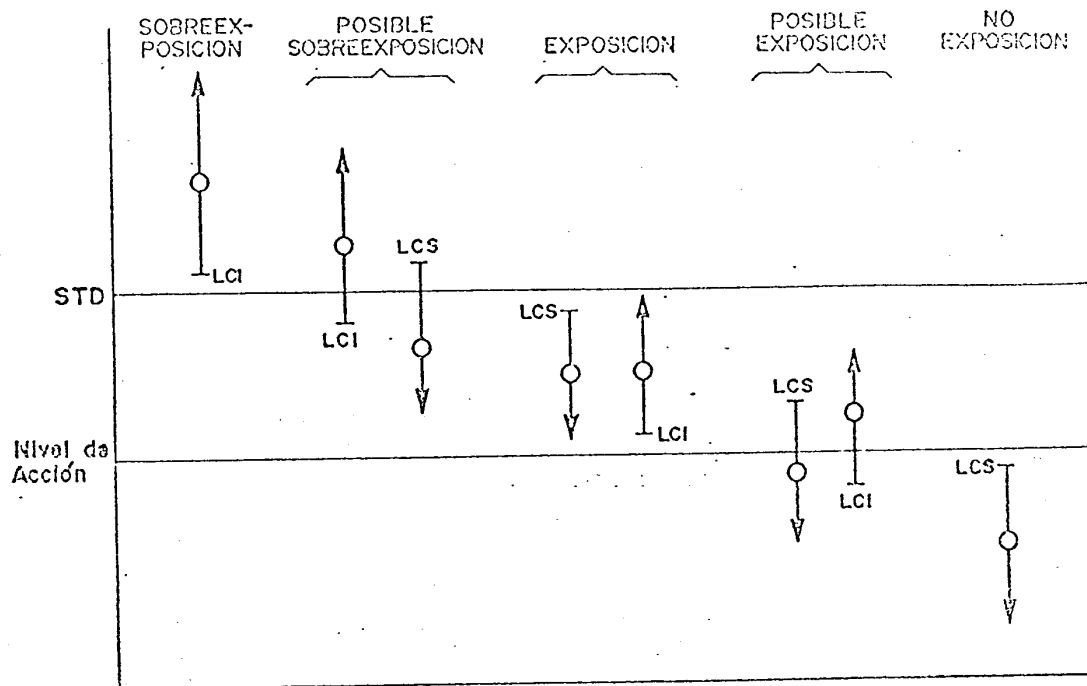 SOBREEX-
POSICION
POSIBLE
SOBREEXPOSICION
EXPOSICION
POSIBLE
EXPOSICION
NO
EXPOSICION
LCI
STD
LCI
LCS
LCS
LCI
LCS
LCI
Nivel de
Acción
LCS